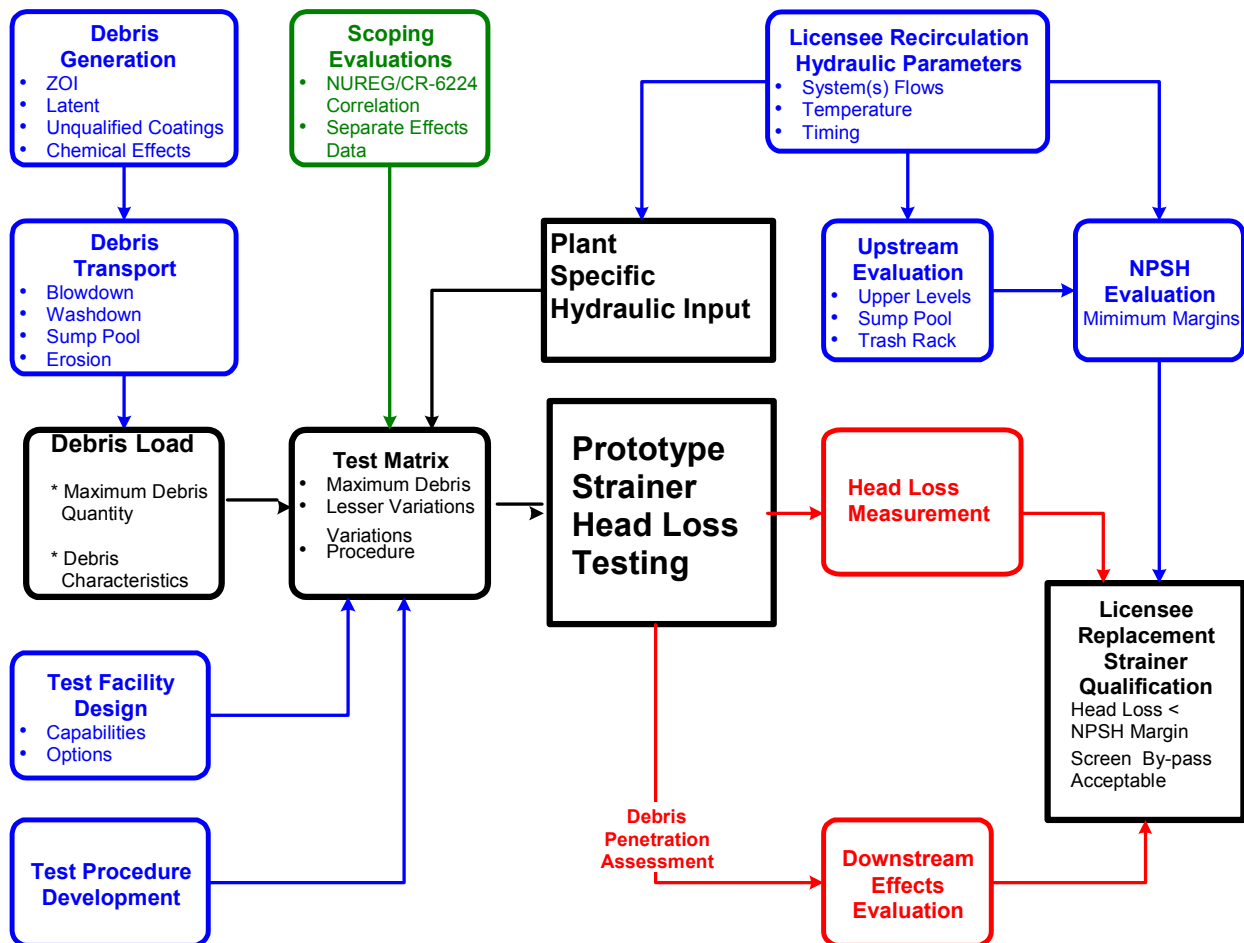 Debris
Generation
• ZOI
• Latent
• Unqualified Coatings
• Chemical Effects
Scoping
Evaluations
• NUREG/CR-6224
Correlation
• Separate Effects
Data
Licensee Recirculation
Hydraulic Parameters
• System(s) Flows
• Temperature
• Timing
Debris
Transport
• Blowdown
• Washdown
• Sump Pool
• Erosion
Plant
Specific
Hydraulic Input
Upstream
Evaluation
• Upper Levels
• Sump Pool
• Trash Rack
NPSH
Evaluation
Mimimum Margins
Debris Load
* Maximum Debris
Quantity
* Debris
Characteristics
Test Matrix
• Maximum Debris
• Lesser Variations
Variations
• Procedure
Prototype
Strainer
Head Loss
Testing
Head Loss
Measurement
Licensee
Replacement
Strainer
Qualification
Head Loss <
NPSH Margin
Screen By-pass
Acceptable
Test Facility
Design
• Capabilities
• Options
Test Procedure
Development
Debris
Penetration
Assessment
Downstream
Effects
Evaluation